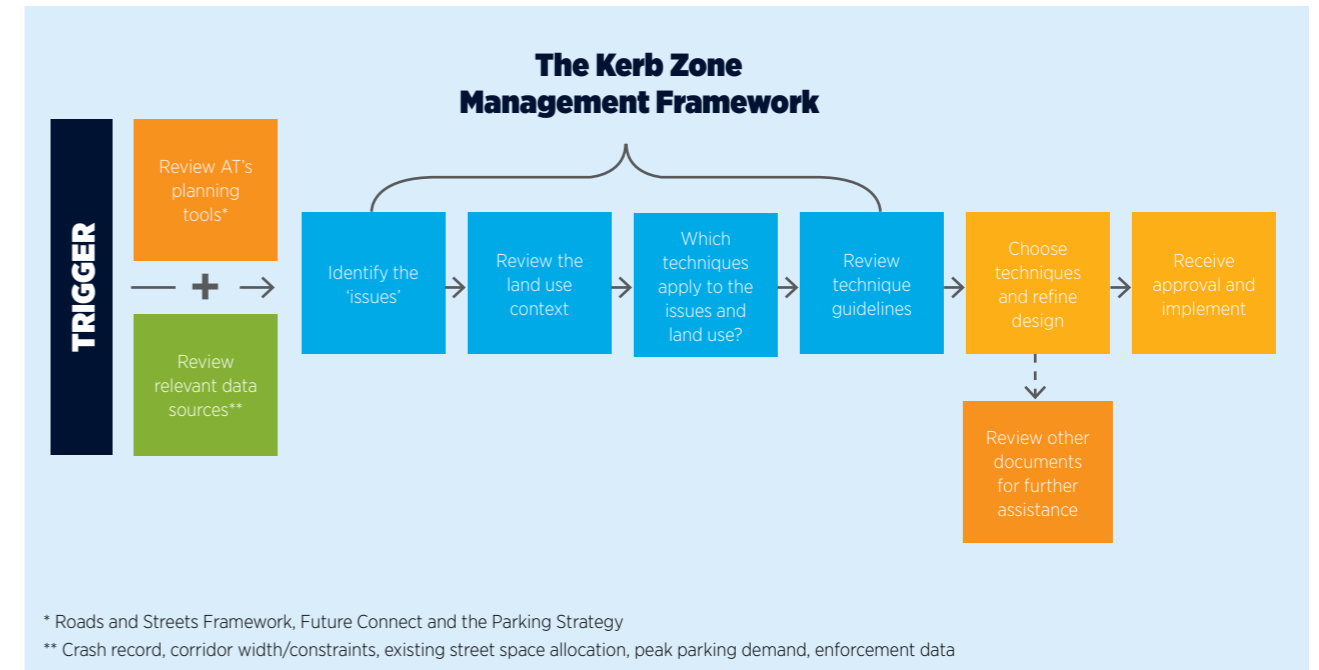 The Kerb Zone
Management Framework
TRIGGER
Review AT's
planning
tools*
+
Review
relevant data
sources**
Identify the
‘issues’
Review the
land use
context
Which
techniques
apply to the
issues and
land use?
Review
technique
guidelines
Choose
techniques
and refine
design
Receive
approval and
implement
Review other
documents
for further
assistance
* Roads and Streets Framework, Future Connect and the Parking Strategy
** Crash record, corridor width/constraints, existing street space allocation, peak parking demand, enforcement data